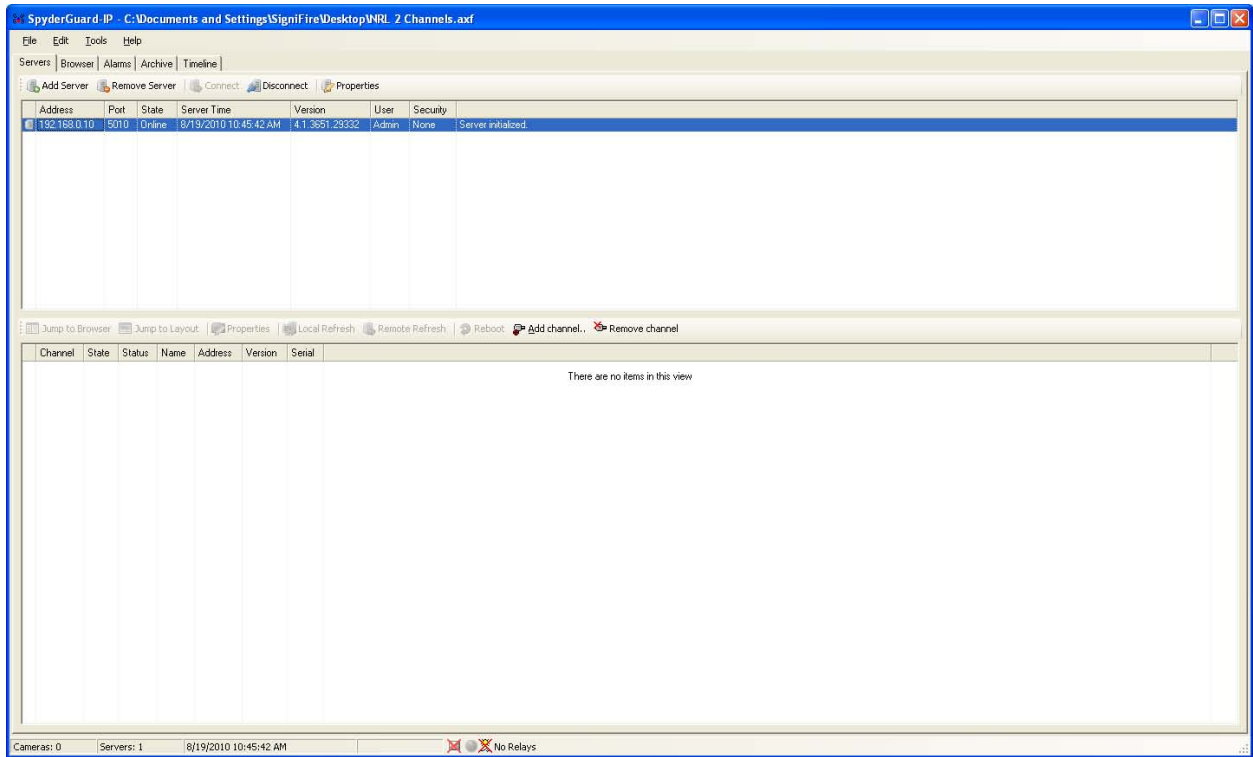 SpyderGuard-IP - C:\Documents and Settings\SigniFire\Desktop\NRL 2 Channels.axf
File Edit Tools Help
Servers Browser Alarms Archive Timeline
Add Server Remove Server Connect Disconnect Properties
Address Port State Server Time Version User Security
192.168.0.10 5010 Online 8/19/2010 10:45:42 AM 4.1.3651.29332 Admin None Server initialized.
Jump to Browser Jump to Layout Properties Local Refresh Remote Refresh Reboot Add channel.. Remove channel
Channel State Status Name Address Version Serial
There are no items in this view
Cameras: 0 Servers: 1 8/19/2010 10:45:42 AM No Relays